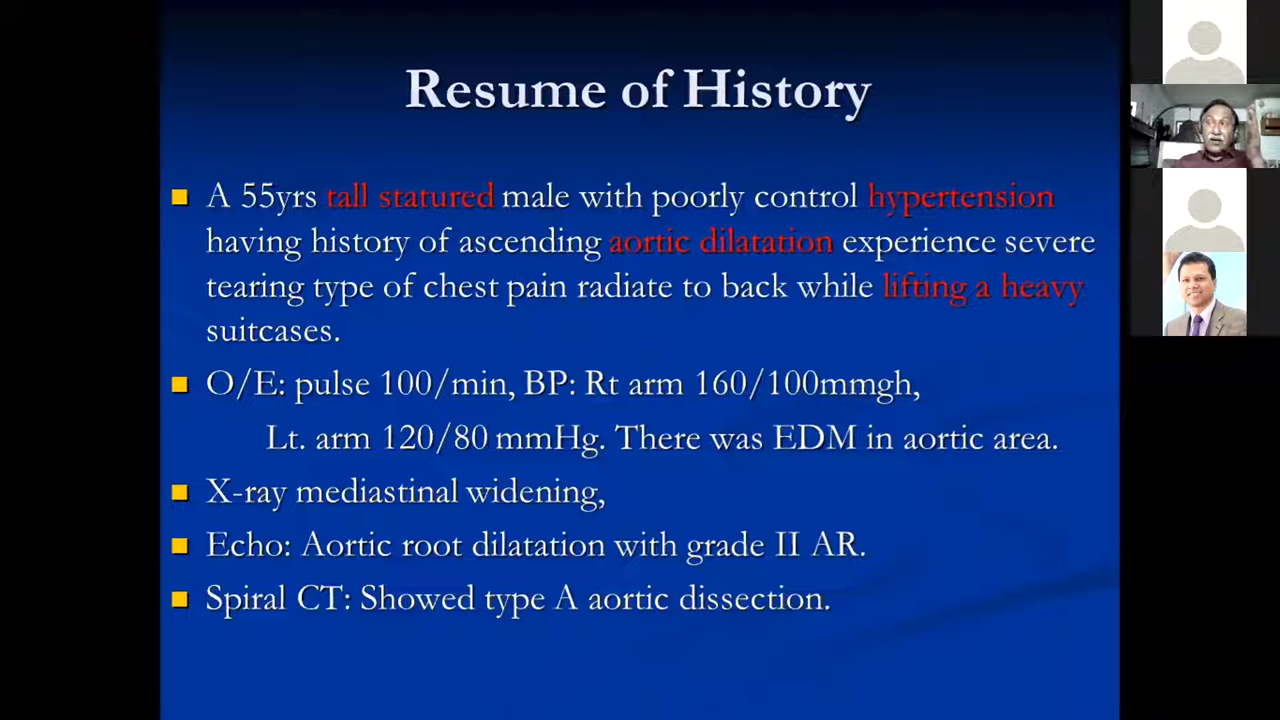 Resume of History
A 55yrs tall statured male with poorly control hypertension
having history of ascending aortic dilatation experience severe
tearing type of chest pain radiate to back while lifting a heavy
suitcases.
O/E: pulse 100/min, BP: Rt arm 160/100mmgh,
Lt. arm 120/80 mmHg. There was EDM in aortic area.
X-ray mediastinal widening,
Echo: Aortic root dilatation with grade II AR.
Spiral CT: Showed type A aortic dissection.